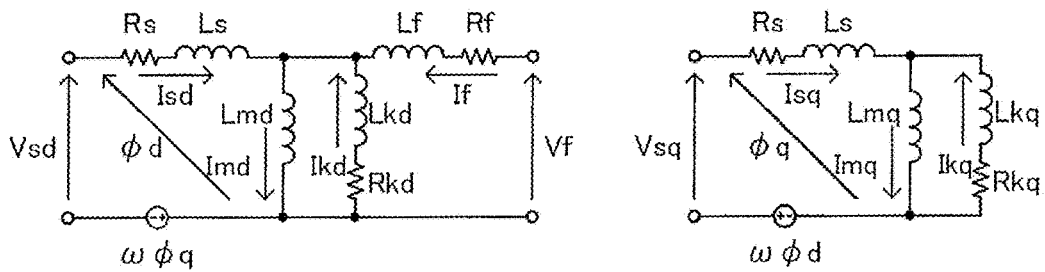 Rs Ls Lf Rf
Isd If
Lmd Lkd
Vsd ϕd Imd Ikd Vf
Rkd
ωϕq
Rs Ls
Isq
Lmq Lkq
Vsq ϕq Imq Ikq
Rkq
ωϕd